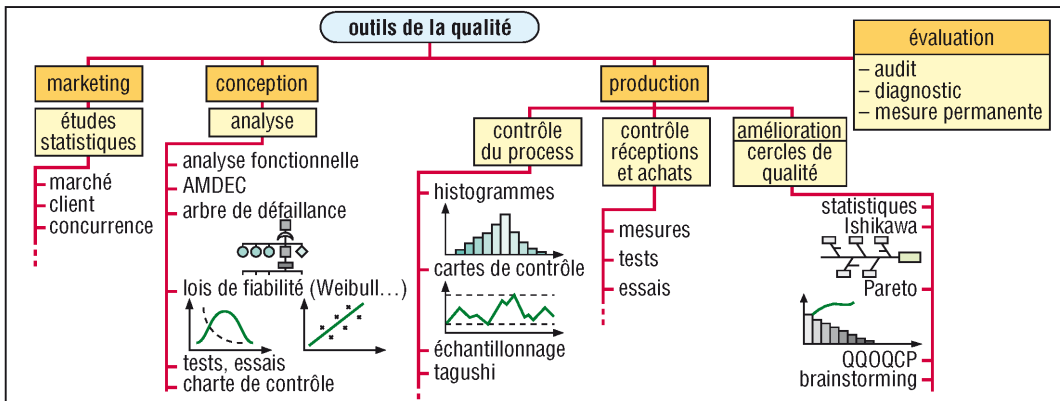 outils de la qualité
évaluation
– audit
– diagnostic
– mesure permanente
marketing
études
statistiques
marché
client
concurrence
conception
analyse
analyse fonctionnelle
AMDEC
arbre de défaillance
lois de fiabilité (Weibull...)
tests, essais
charte de contrôle
production
contrôle
du process
histogrammes
cartes de contrôle
échantillonnage
tagushi
contrôle
réceptions
et achats
mesures
tests
essais
amélioration
cercles de
qualité
statistiques
Ishikawa
Pareto
QQOQCP
brainstorming